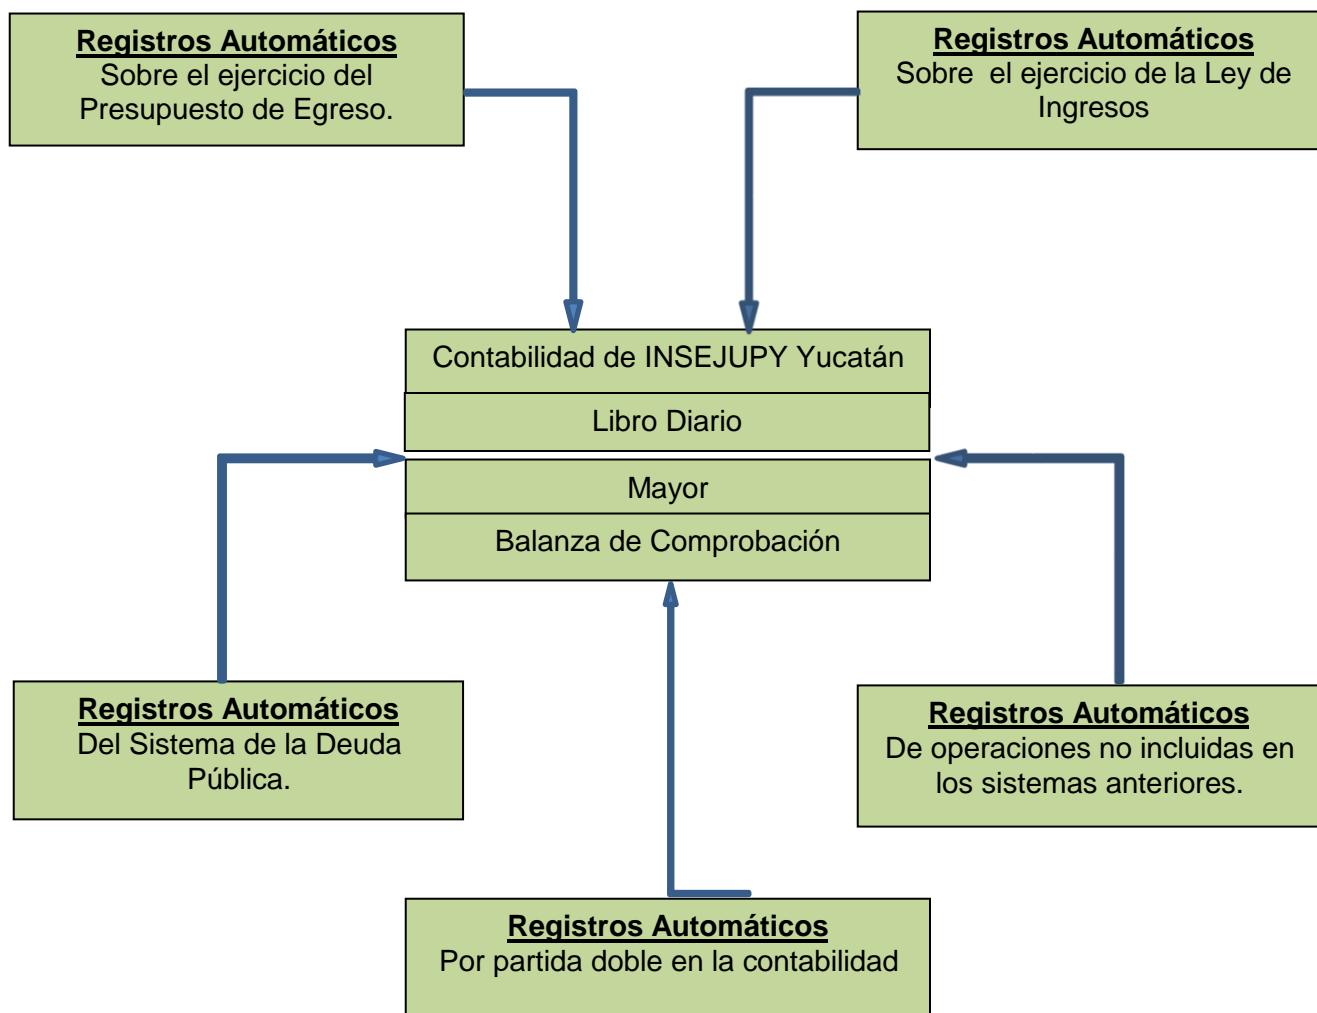 Registros Automáticos
Sobre el ejercicio del
Presupuesto de Egreso.
Registros Automáticos
Sobre el ejercicio de la Ley de
Ingresos
Contabilidad de INSEJUPY Yucatán
Libro Diario
Mayor
Balanza de Comprobación
Registros Automáticos
Del Sistema de la Deuda
Pública.
Registros Automáticos
De operaciones no incluidas en
los sistemas anteriores.
Registros Automáticos
Por partida doble en la contabilidad